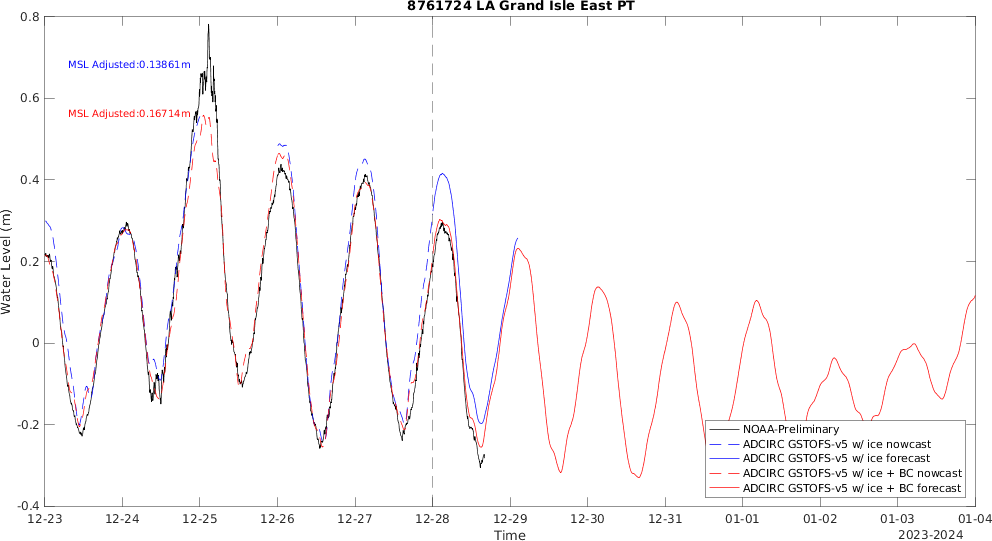 8761724 LA Grand Isle East PT
0.8
MSL Adjusted:0.13861m
0.6
MSL Adjusted:0.16714m
0.4
0.2
0
-0.2
-0.4
Water Level (m)
NOAA-Preliminary
ADCIRC GSTOFS-v5 w/ ice nowcast
ADCIRC GSTOFS-v5 w/ ice forecast
ADCIRC GSTOFS-v5 w/ ice + BC nowcast
ADCIRC GSTOFS-v5 w/ ice + BC forecast
12-23 12-24 12-25 12-26 12-27 12-28 12-29 12-30 12-31 01-01 01-02 01-03 01-04
Time
2023-2024